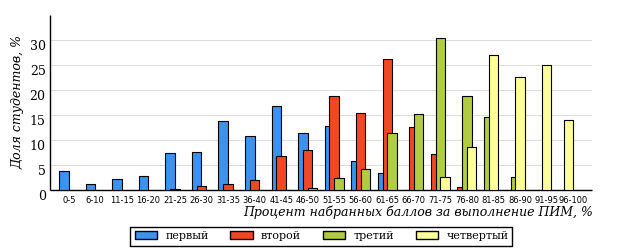 Доля студентов, %
30
25
20
15
10
5
0
0-5 6-10 11-15 16-20 21-25 26-30 31-35 36-40 41-45 46-50 51-55 56-60 61-65 66-70 71-75 76-80 81-85 86-90 91-95 96-100
Процент набранных баллов за выполнение ПИМ, %
первый второй третий четвертый